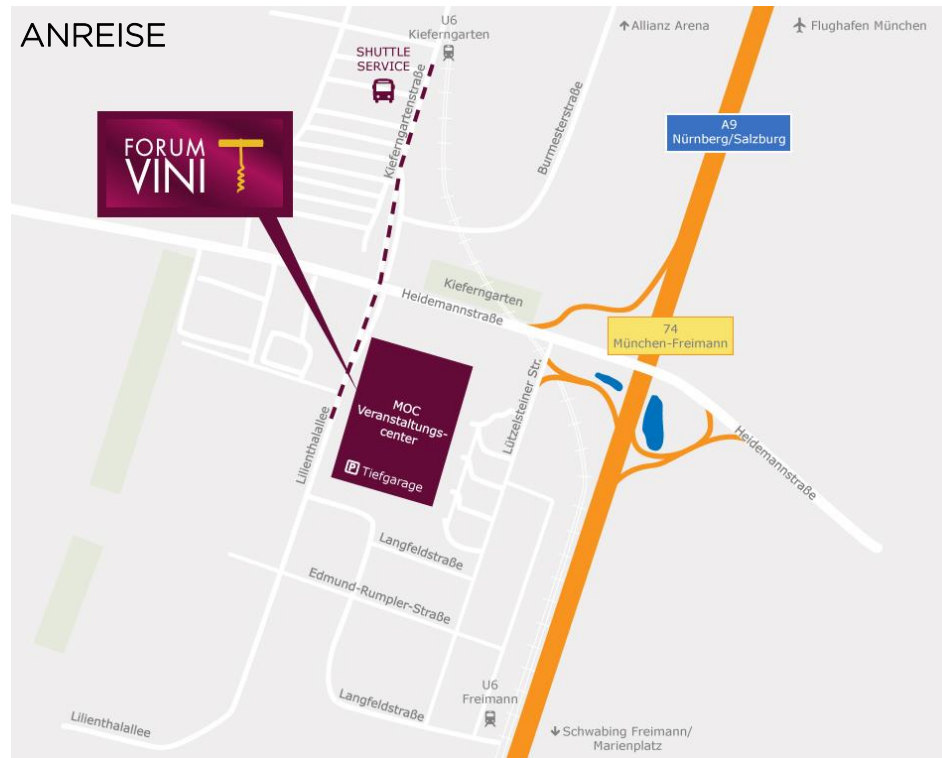 ANREISE
U6
Kieferngarten
Allianz Arena
Flughafen München
SHUTTLE
SERVICE
Kieferngartenstraße
Burmesterstraße
A9
Nürnberg/Salzburg
FORUM
VINI
Kieferngarten
Heidemannstraße
74
München-Freimann
MOC
Veranstaltungs-
center
P Tiefgarage
Lilienthalallee
Lützelsteiner Str.
Heidemannstraße
Langfeldstraße
Edmund-Rumpler-Straße
U6
Freimann
Langfeldstraße
Lilienthalallee
Schwabing Freimann/
Marienplatz